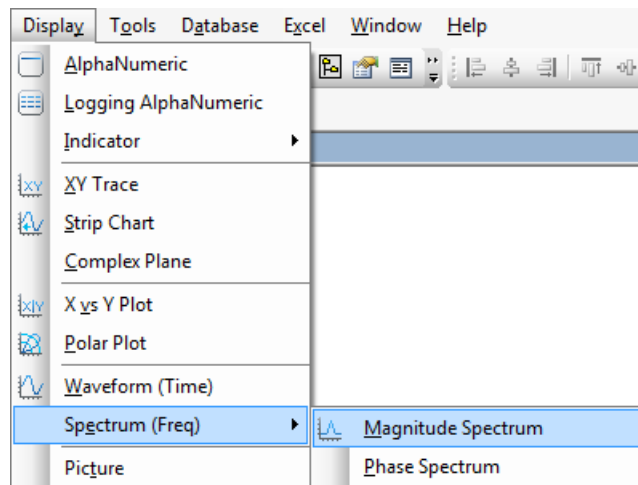 Display Tools Database Excel Window Help
AlphaNumeric
Logging AlphaNumeric
Indicator
XY Trace
Strip Chart
Complex Plane
X vs Y Plot
Polar Plot
Waveform (Time)
Spectrum (Freq) Magnitude Spectrum
Picture Phase Spectrum